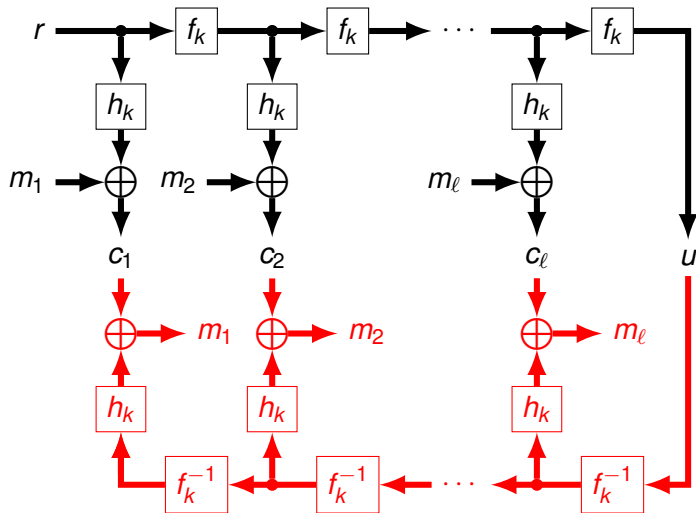 r f_k f_k ··· f_k
h_k h_k h_k
m_1 ⊕ m_2 ⊕ m_ℓ ⊕
c_1 c_2 c_ℓ u
⊕ m_1 ⊕ m_2 ⊕ m_ℓ
h_k h_k h_k
f_k^{-1} f_k^{-1} ··· f_k^{-1}